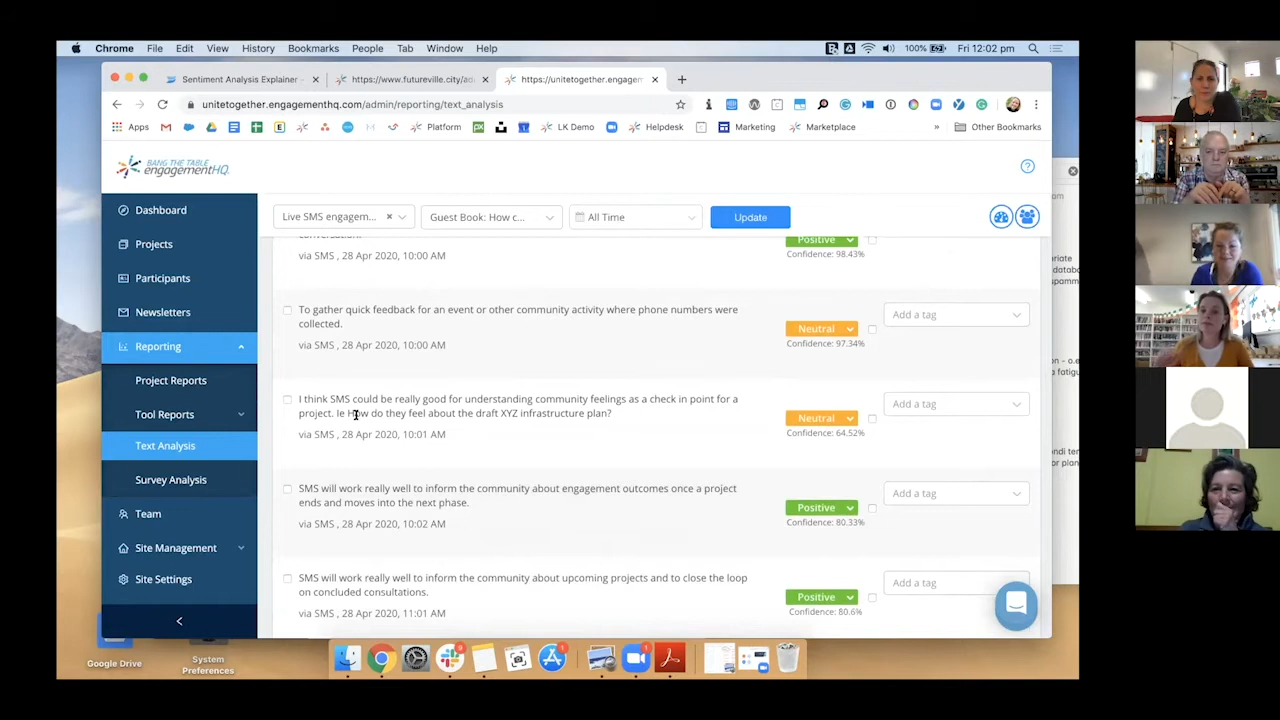 Chrome File Edit View History Bookmarks People Tab Window Help 100% Fri 12:02 pm
Sentiment Analysis Explainer - https://www.futureville.city/ad https://unitetogether.engagem
unitetogether.engagementhq.com/admin/reporting/text_analysis
Apps Platform LK Demo Helpdesk Marketing Marketplace » Other Bookmarks
BANG THE TABLE
engagementHQ
Live SMS engagem... × Guest Book: How c... All Time Update
Dashboard
Projects
Participants
Newsletters
Reporting
Project Reports
Tool Reports
Text Analysis
Survey Analysis
Team
Site Management
Site Settings
<
conversation.
via SMS , 28 Apr 2020, 10:00 AM
Positive
Confidence: 98.43%
To gather quick feedback for an event or other community activity where phone numbers were
collected.
via SMS , 28 Apr 2020, 10:00 AM
Neutral
Confidence: 97.34%
Add a tag
I think SMS could be really good for understanding community feelings as a check in point for a
project. Ie How do they feel about the draft XYZ infrastructure plan?
via SMS , 28 Apr 2020, 10:01 AM
Neutral
Confidence: 64.52%
Add a tag
SMS will work really well to inform the community about engagement outcomes once a project
ends and moves into the next phase.
via SMS , 28 Apr 2020, 10:02 AM
Positive
Confidence: 80.33%
Add a tag
SMS will work really well to inform the community about upcoming projects and to close the loop
on concluded consultations.
via SMS , 28 Apr 2020, 11:01 AM
Positive
Confidence: 80.6%
Add a tag
Google Drive
System
Preferences